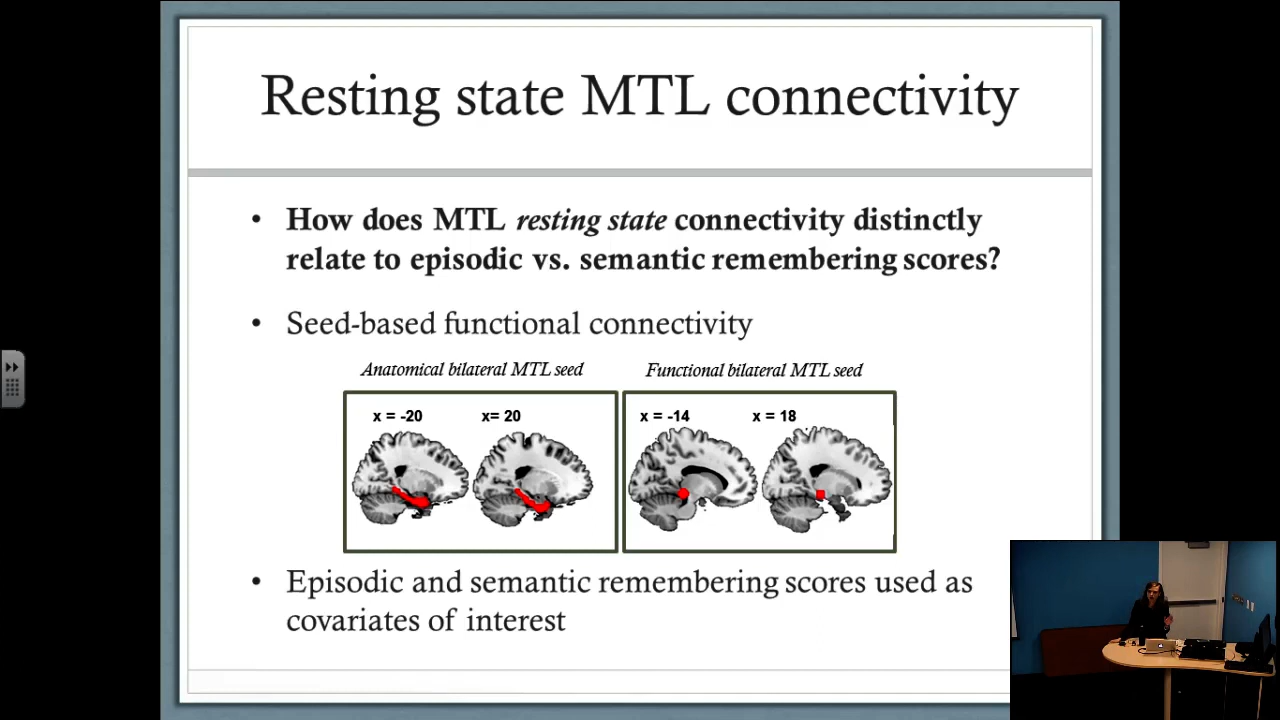 Resting state MTL connectivity
• How does MTL resting state connectivity distinctly
relate to episodic vs. semantic remembering scores?
• Seed-based functional connectivity
Anatomical bilateral MTL seed
Functional bilateral MTL seed
x = -20
x= 20
x = -14
x = 18
• Episodic and semantic remembering scores used as
covariates of interest